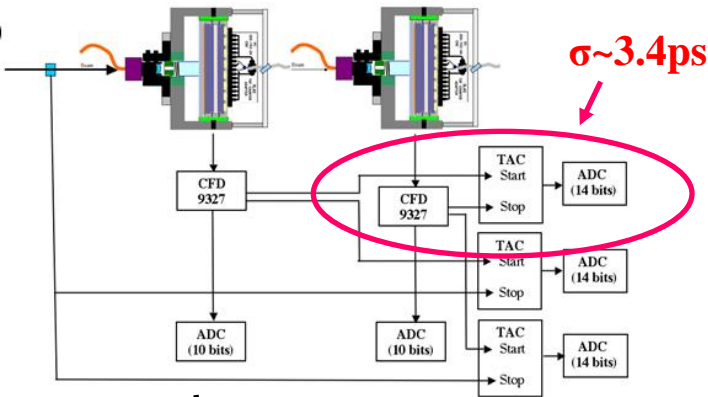 )
σ~3.4ps
CFD
9327
CFD
9327
TAC
Start
Stop
ADC
(14 bits)
TAC
Start
Stop
ADC
(14 bits)
ADC
(10 bits)
ADC
(10 bits)
TAC
Start
Stop
ADC
(14 bits)